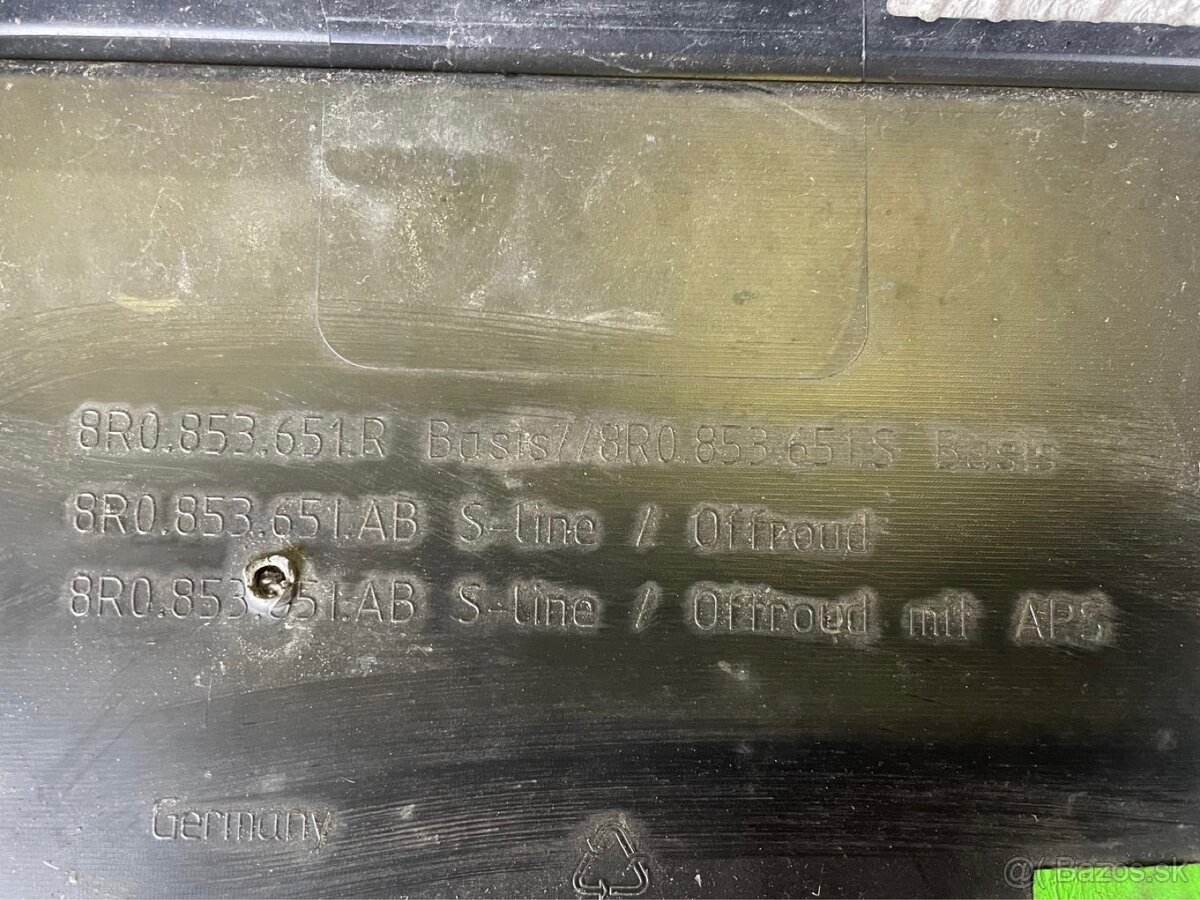 8R0.853.651.R Basis//8R0.853.651.S Basis
8R0.853.651.AB S-line / Offroad
8R0.853.651.AB S-line / Offroad mit APS
Germany
@ Bazos.sk